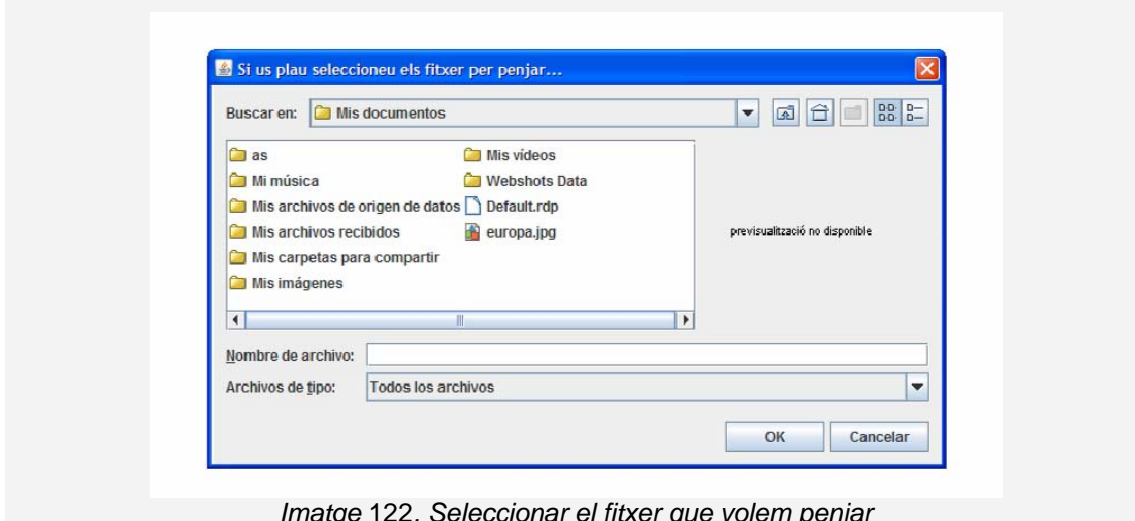 Si us plau seleccioneu els fitxer per penjar...
Buscar en: Mis documentos
as
Mi música
Mis archivos de origen de datos
Mis archivos recibidos
Mis carpetas para compartir
Mis imágenes
Mis vídeos
Webshots Data
Default.rdp
europa.jpg
previsualització no disponible
Nombre de archivo:
Archivos de tipo: Todos los archivos
OK Cancelar
Imatge 122. Seleccionar el fitxer que volem penjar